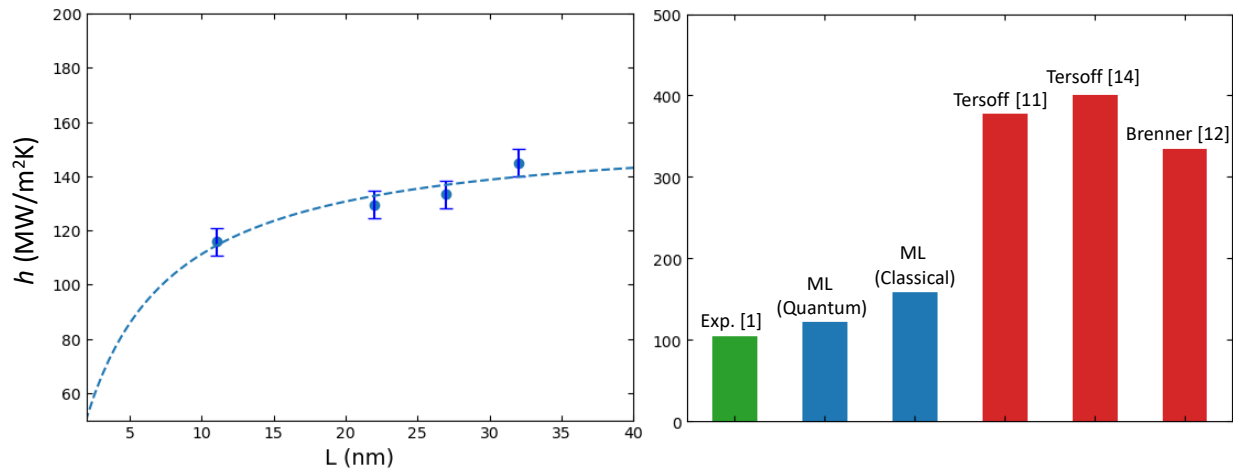 200
180
160
140
120
100
80
60
h (MW/m²K)
5
10
15
20
25
30
35
40
L (nm)
500
400
300
200
100
0
Exp. [1]
ML
(Quantum)
ML
(Classical)
Tersoff [11]
Tersoff [14]
Brenner [12]